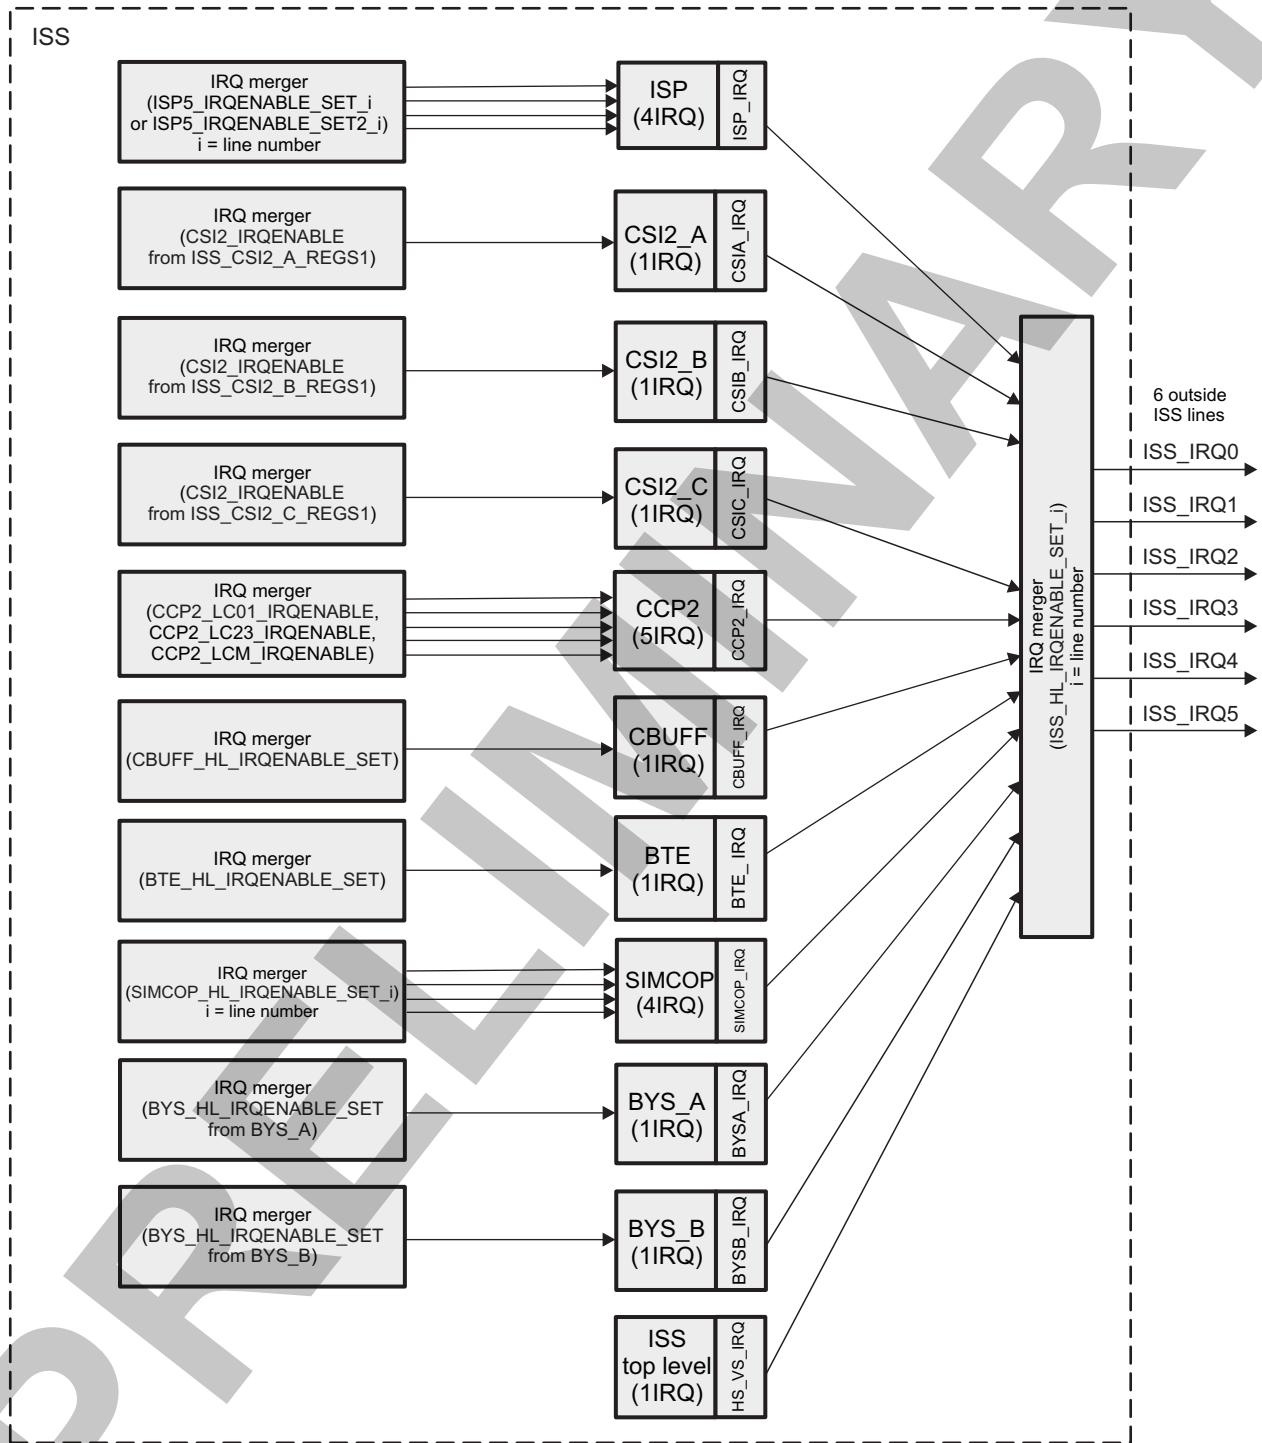 ISS
IRQ merger
(ISP5_IRQENABLE_SET_i
or ISP5_IRQENABLE_SET2_i)
i = line number
ISP
(4IRQ)
ISP_IRQ
IRQ merger
(CSI2_IRQENABLE
from ISS_CSI2_A_REGS1)
CSI2_A
(1IRQ)
CSIA_IRQ
IRQ merger
(CSI2_IRQENABLE
from ISS_CSI2_B_REGS1)
CSI2_B
(1IRQ)
CSIB_IRQ
IRQ merger
(CSI2_IRQENABLE
from ISS_CSI2_C_REGS1)
CSI2_C
(1IRQ)
CSIC_IRQ
IRQ merger
(CCP2_LC01_IRQENABLE,
CCP2_LC23_IRQENABLE,
CCP2_LCM_IRQENABLE)
CCP2
(5IRQ)
CCP2_IRQ
IRQ merger
(CBUFF_HL_IRQENABLE_SET)
CBUFF
(1IRQ)
CBUFF_IRQ
IRQ merger
(BTE_HL_IRQENABLE_SET)
BTE
(1IRQ)
BTE_ IRQ
IRQ merger
(SIMCOP_HL_IRQENABLE_SET_i)
i = line number
SIMCOP
(4IRQ)
SIMCOP_IRQ
IRQ merger
(BYS_HL_IRQENABLE_SET
from BYS_A)
BYS_A
(1IRQ)
BYSA_IRQ
IRQ merger
(BYS_HL_IRQENABLE_SET
from BYS_B)
BYS_B
(1IRQ)
BYSB_IRQ
ISS
top level
(1IRQ)
HS_VS_IRQ
IRQ merger
(ISS_HL_IRQENABLE_SET_i)
i = line number
6 outside
ISS lines
ISS_IRQ0
ISS_IRQ1
ISS_IRQ2
ISS_IRQ3
ISS_IRQ4
ISS_IRQ5
PRELIMINARY